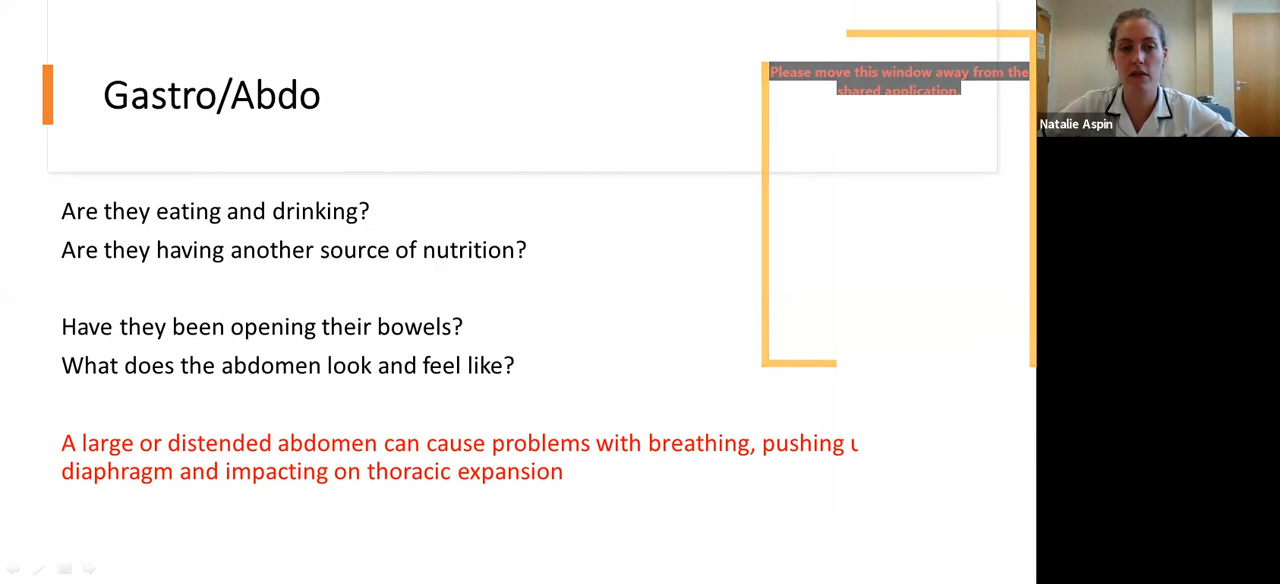 Gastro/Abdo
Please move this window away from the
shared application.
Natalie Aspin
Are they eating and drinking?
Are they having another source of nutrition?
Have they been opening their bowels?
What does the abdomen look and feel like?
A large or distended abdomen can cause problems with breathing, pushing
diaphragm and impacting on thoracic expansion